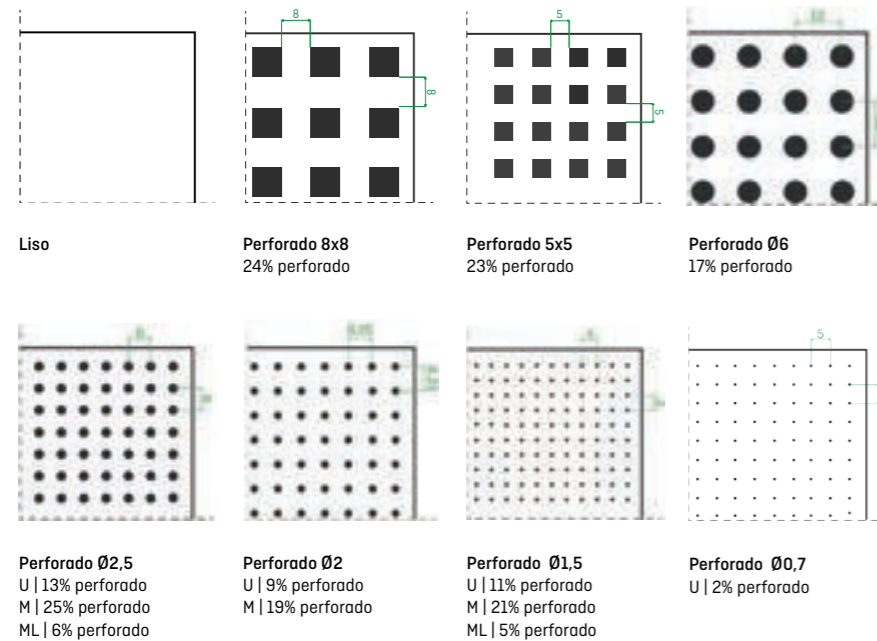 8
8
5
5
Liso
Perforado 8x8
24% perforado
Perforado 5x5
23% perforado
Perforado Ø6
17% perforado
5
Perforado Ø2,5
U | 13% perforado
M | 25% perforado
ML | 6% perforado
Perforado Ø2
U | 9% perforado
M | 19% perforado
Perforado Ø1,5
U | 11% perforado
M | 21% perforado
ML | 5% perforado
Perforado Ø0,7
U | 2% perforado